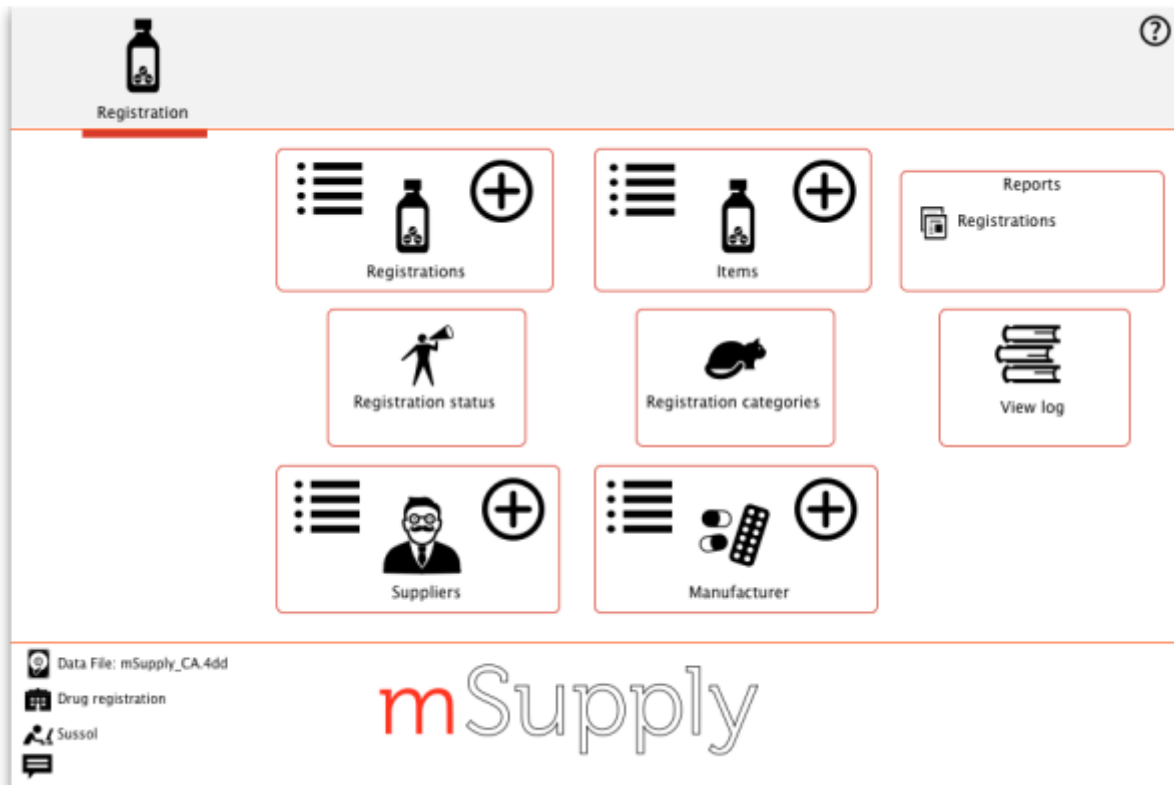 ?
Registration
Registrations
Items
Reports
Registrations
Registration status
Registration categories
View log
Suppliers
Manufacturer
Data File: mSupply_CA.4dd
Drug registration
Sussol
mSupply